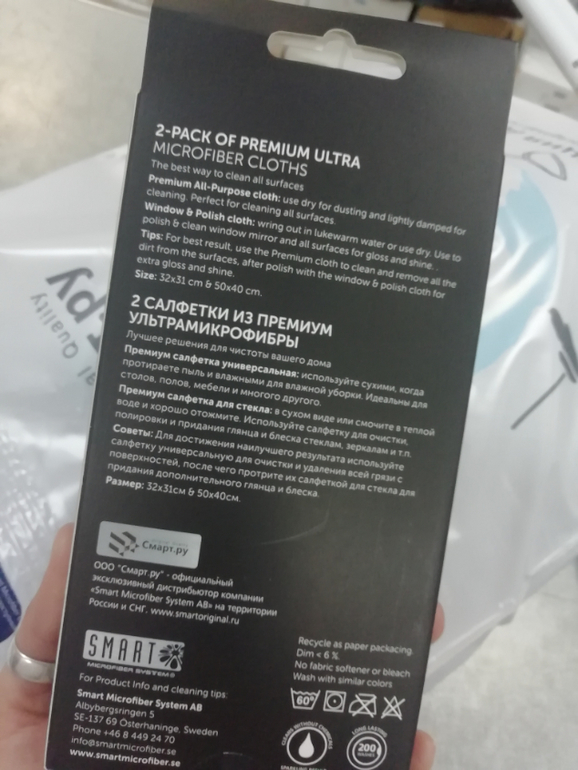 2-PACK OF PREMIUM ULTRA
MICROFIBER CLOTHS
The best way to clean all surfaces
Premium All-Purpose cloth: use dry for dusting and lightly damped for
cleaning. Perfect for cleaning all surfaces.
Window & Polish cloth: wring out in lukewarm water or use dry. Use to
polish & clean window mirror and all surfaces for gloss and shine. .
Tips: For best result, use the Premium cloth to clean and remove all the
dirt from the surfaces, after polish with the window & polish cloth for
extra gloss and shine.
Size: 32x31 cm & 50x40 cm.
2 САЛФЕТКИ ИЗ ПРЕМИУМ
УЛЬТРАМИКРОФИБРЫ
Лучшее решения для чистоты вашего дома
Премиум салфетка универсальная: используйте сухими, когда
протираете пыль и влажными для влажной уборки. Идеальны для
столов, полов, мебели и многого другого.
Премиум салфетка для стекла: в сухом виде или смочите в теплой
воде и хорошо отожмите. Используйте салфетку для очистки,
полировки и придания глянца и блеска стеклам, зеркалам и т.п.
Советы: Для достижения наилучшего результата используйте
салфетку универсальную для очистки и удаления всей грязи с
поверхностей, после чего протрите их салфеткой для стекла для
придания дополнительного глянца и блеска.
Размер: 32x31см & 50x40см.
Смарт.ру
ООО "Смарт.ру" - официальный
эксклюзивный дистрибьютор компании
«Smart Microfiber System AB» на территории
России и СНГ. www.smartoriginal.ru
SMART
MICROFIBER SYSTEM
For Product Info and cleaning tips:
Smart Microfiber System AB
Albybergsringen 5
SE-137 69 Österhaninge, Sweden
Phone +46 8 449 24 70
info@smartmicrofiber.se
www.smartmicrofiber.se
Recycle as paper packaging
Dim < 6 %
No fabric softener or bleach
Wash with similar colors
60°
CLEANS WITHOUT CHEMICALS
LONG LASTING
200
WASHES
Quality